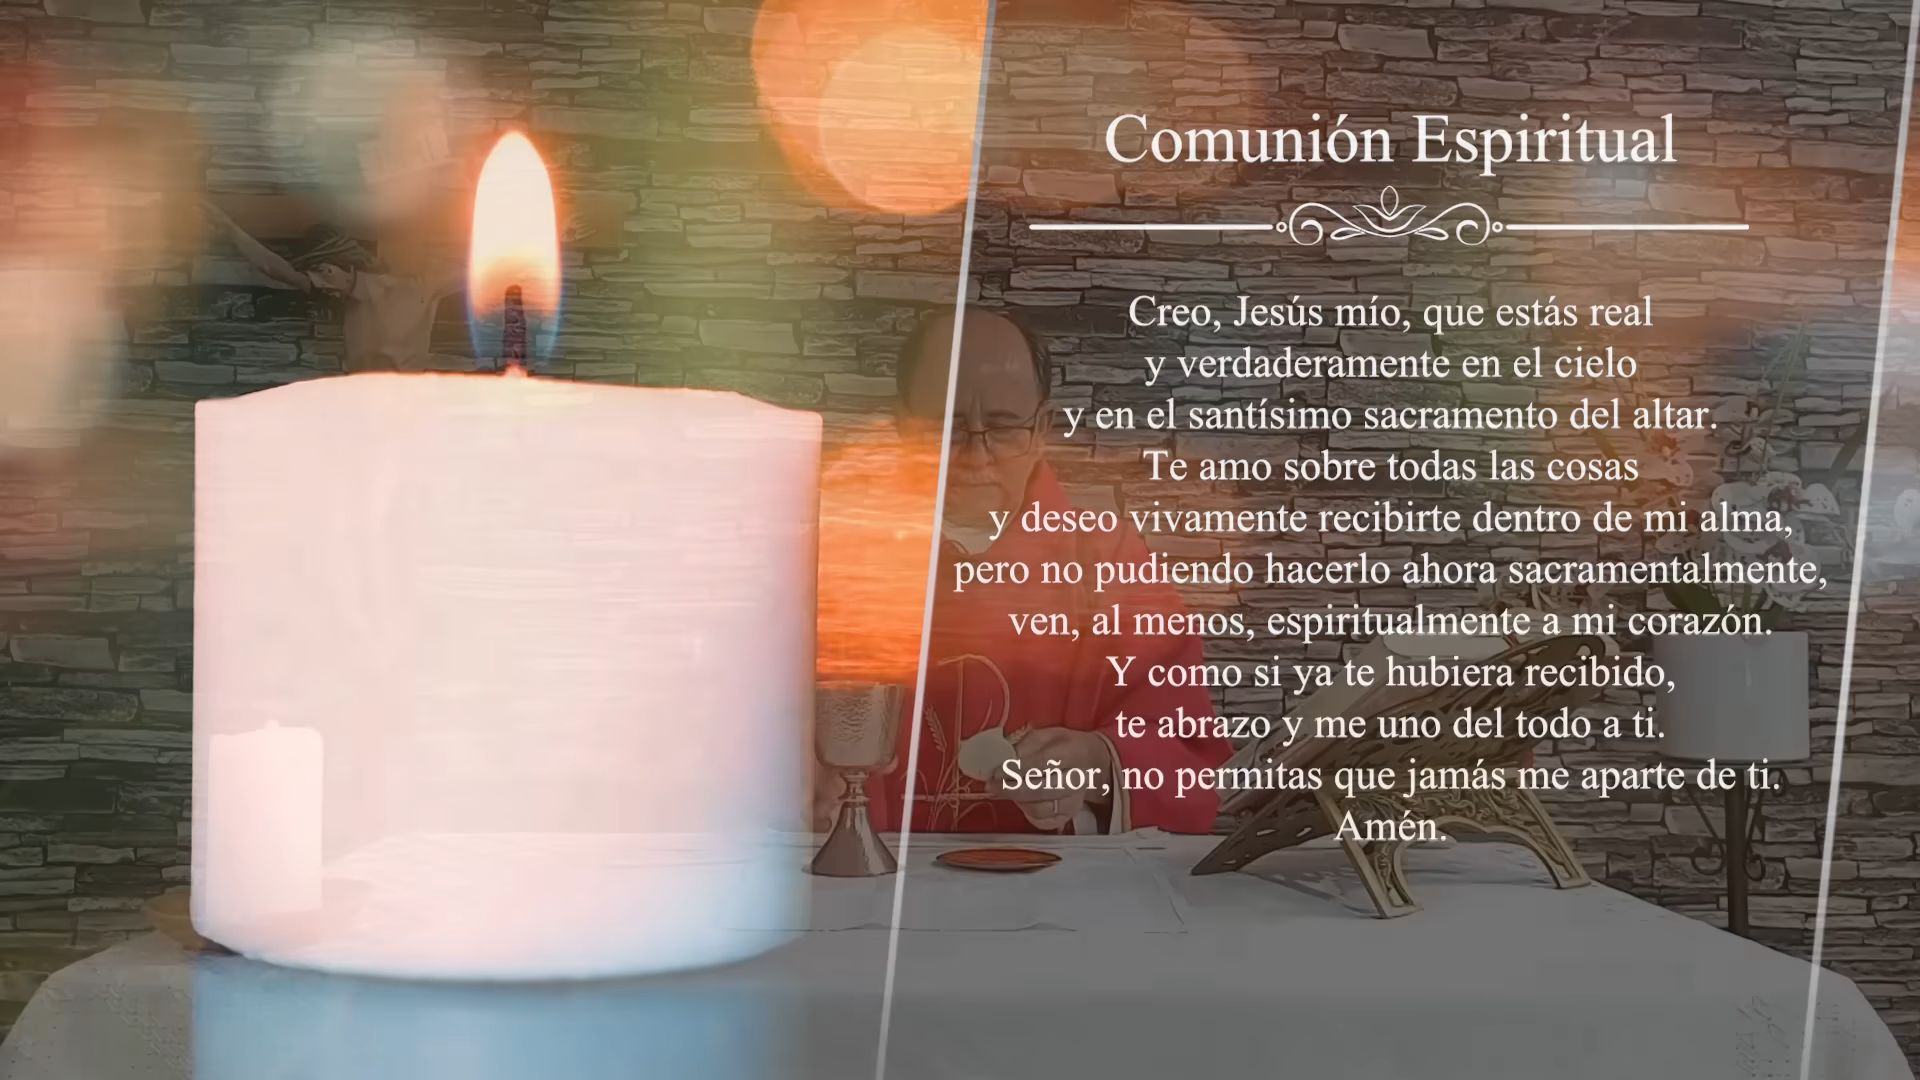 Comunión Espiritual
Creo, Jesús mío, que estás real
y verdaderamente en el cielo
y en el santísimo sacramento del altar.
Te amo sobre todas las cosas
y deseo vivamente recibirte dentro de mi alma,
pero no pudiendo hacerlo ahora sacramentalmente,
ven, al menos, espiritualmente a mi corazón.
Y como si ya te hubiera recibido,
te abrazo y me uno del todo a ti.
Señor, no permitas que jamás me aparte de ti.
Amén.